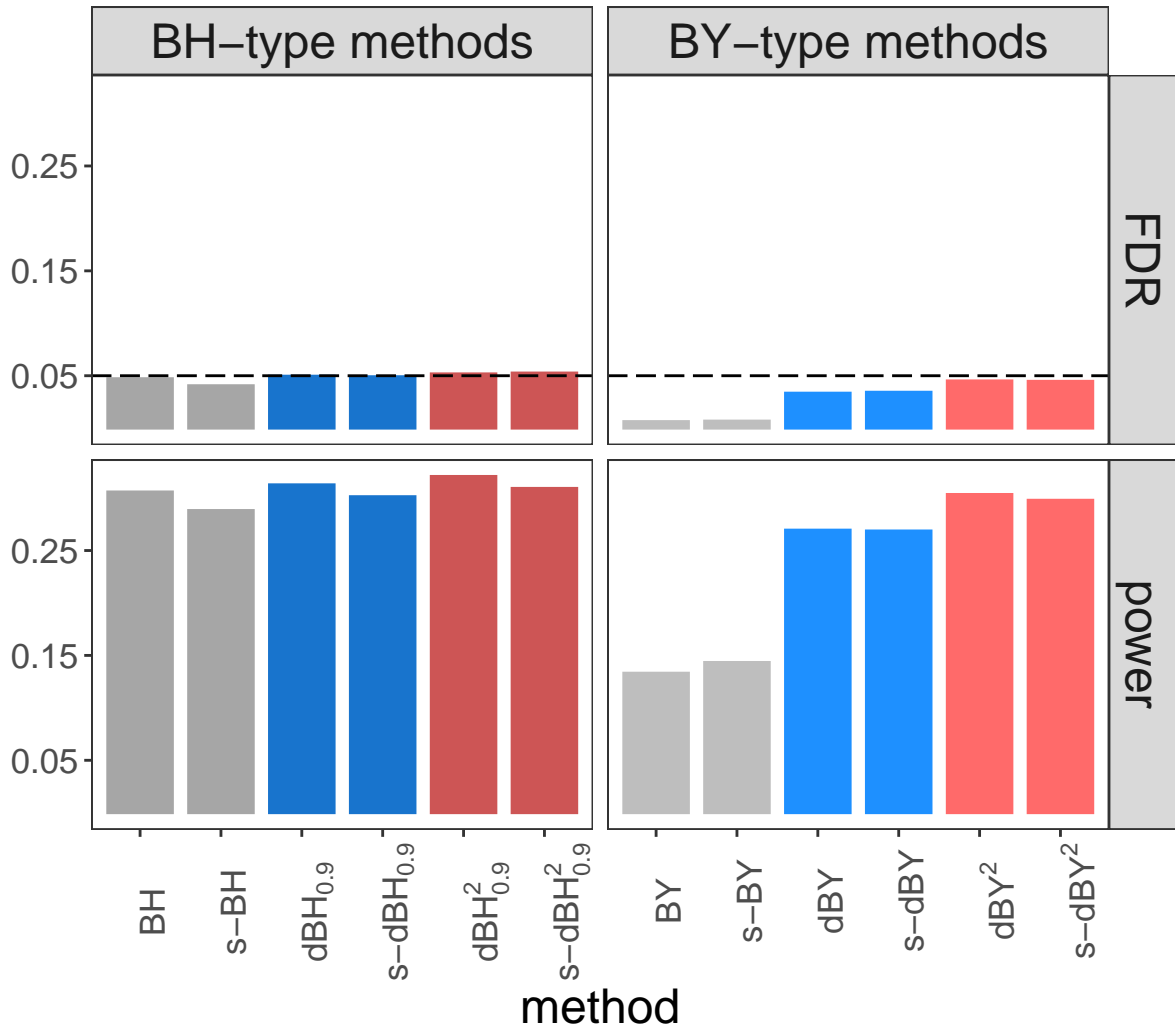 BH−type methods
BY−type methods
0.25
0.15
0.05
FDR
0.25
0.15
0.05
power
BH
s−BH
dBH0.9
s−dBH0.9
dBH²0.9
s−dBH²0.9
BY
s−BY
dBY
s−dBY
dBY²
s−dBY²
method